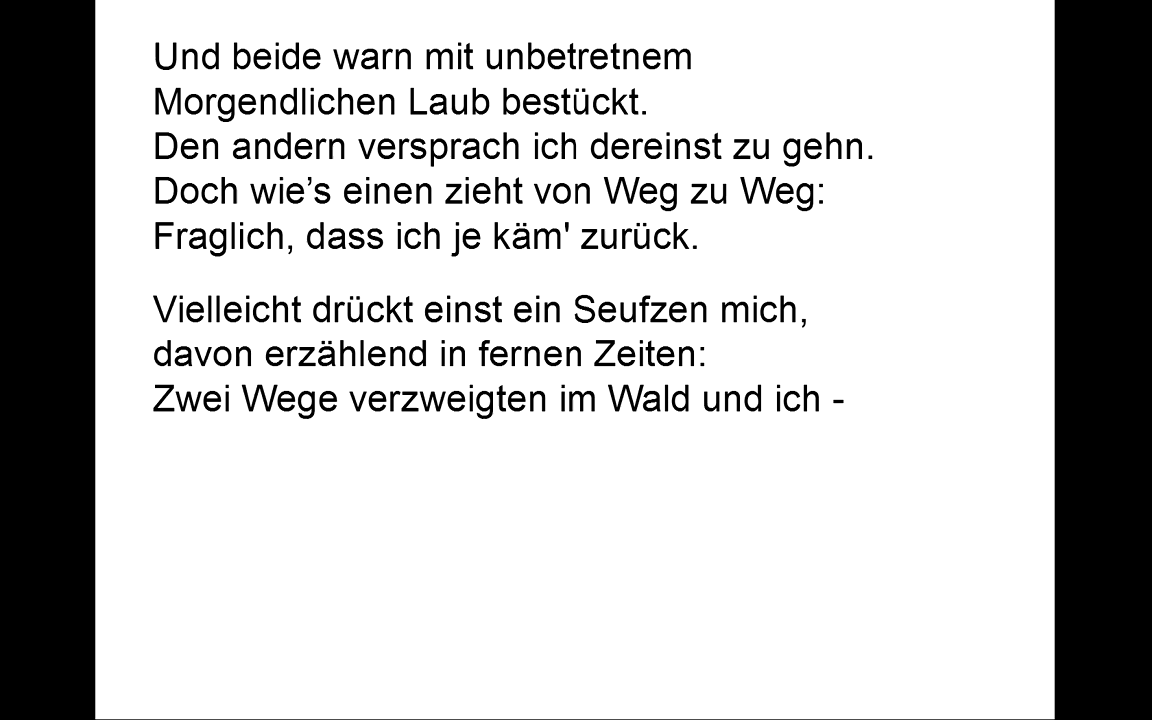 Und beide warn mit unbetretnem
Morgendlichen Laub bestückt.
Den andern versprach ich dereinst zu gehn.
Doch wie’s einen zieht von Weg zu Weg:
Fraglich, dass ich je käm' zurück.
Vielleicht drückt einst ein Seufzen mich,
davon erzählend in fernen Zeiten:
Zwei Wege verzweigten im Wald und ich -